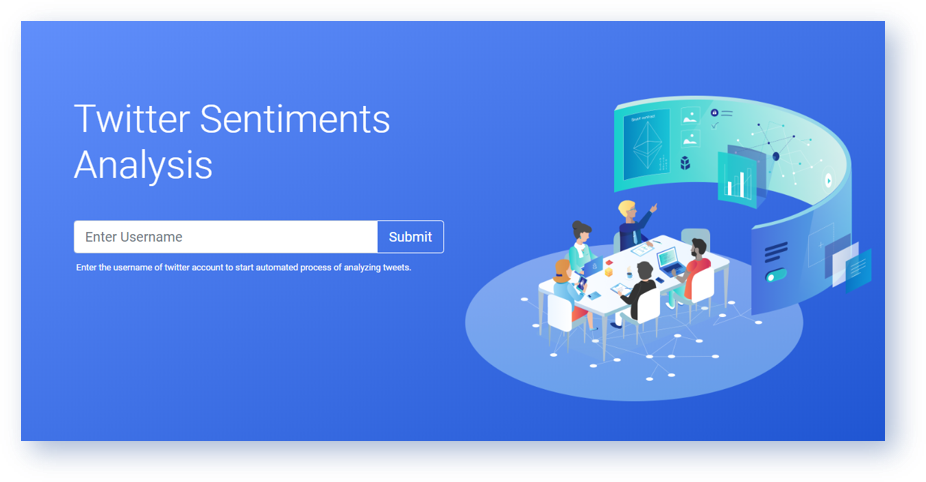 Twitter Sentiments
Analysis
Enter Username
Submit
Enter the username of twitter account to start automated process of analyzing tweets.